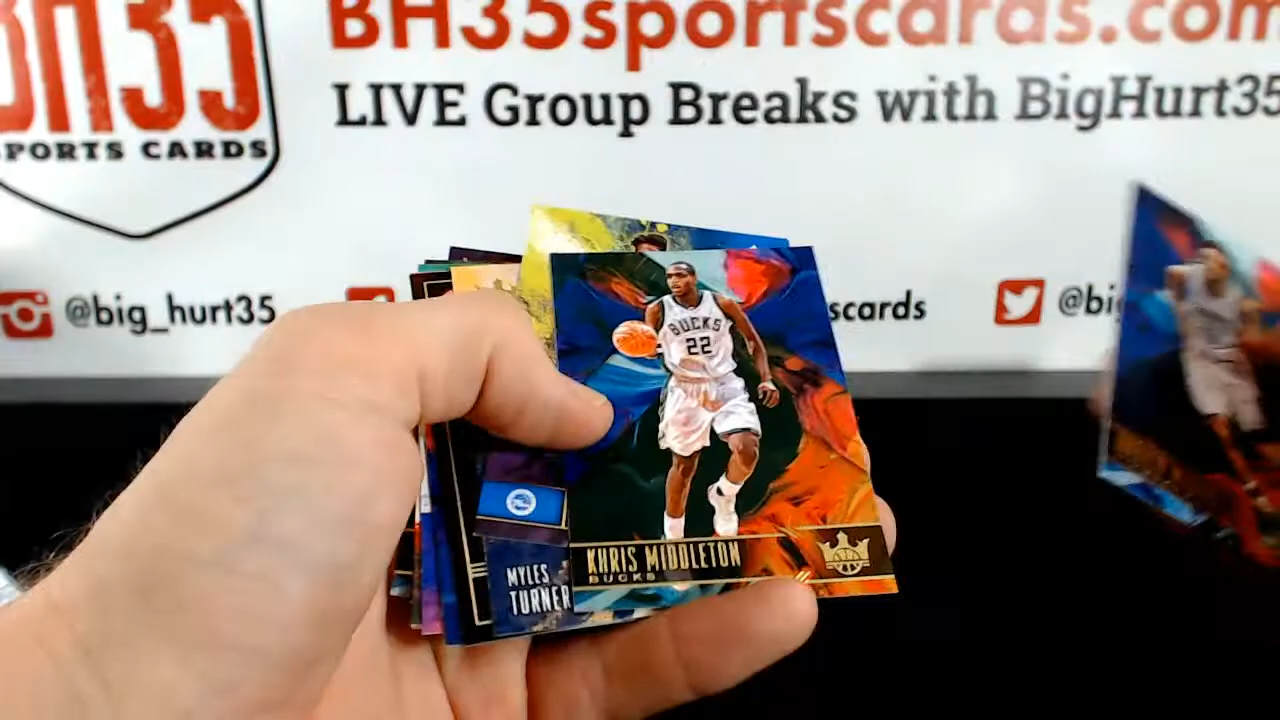 BH35
SPORTS CARDS
BH35sportscards.com
LIVE Group Breaks with BigHurt35
@big_hurt35
scards
@big
BUCKS
22
KHRIS MIDDLETON
BUCKS
MYLES
TURNER